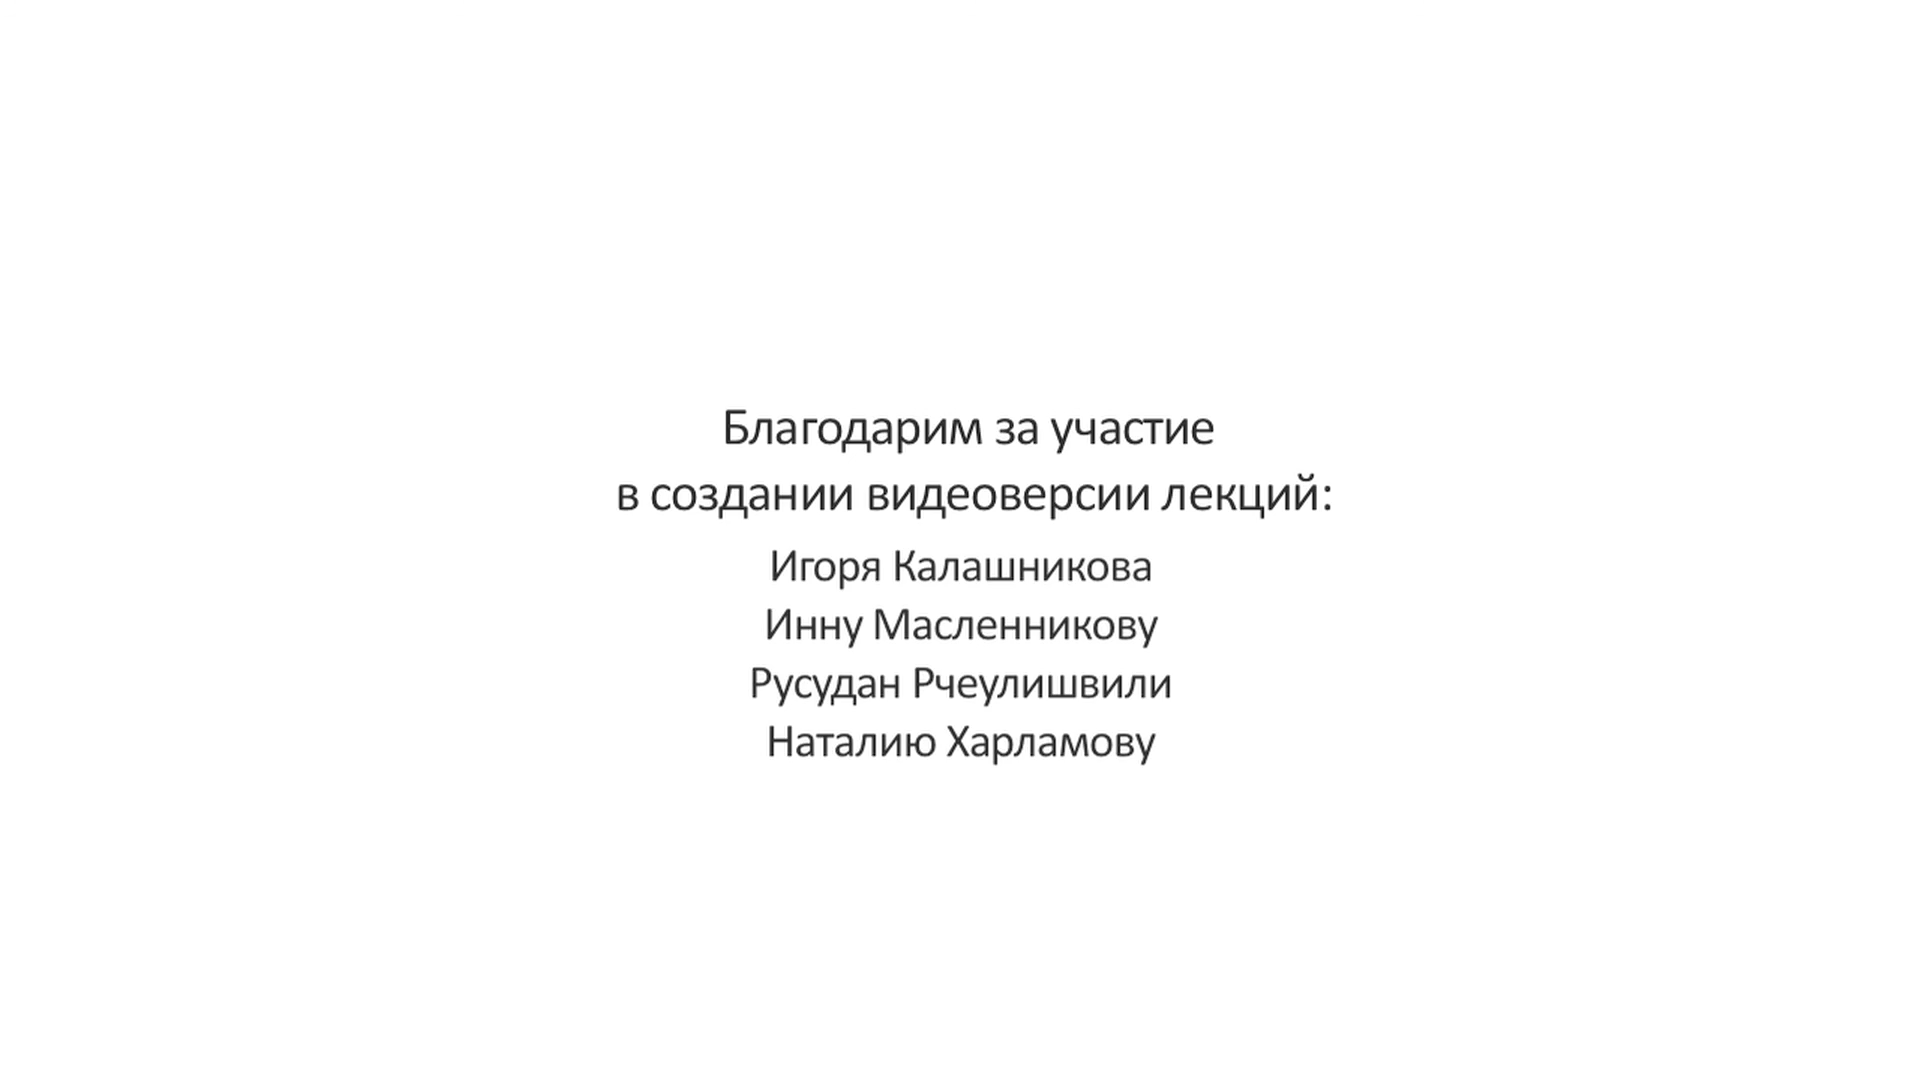 Благодарим за участие
в создании видеоверсии лекций:
Игоря Калашникова
Инну Масленникову
Русудан Рчеулишвили
Наталию Харламову